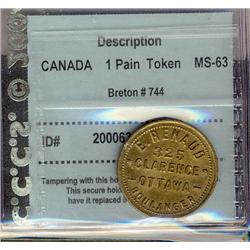 Description
CANADA 1 Pain Token MS-63
Breton # 744
ID# 200063
Tampering with this ho
This secure hold
have it replaced b
E. RENAUD
325
CLARENCE
OTTAWA
BOULANGER